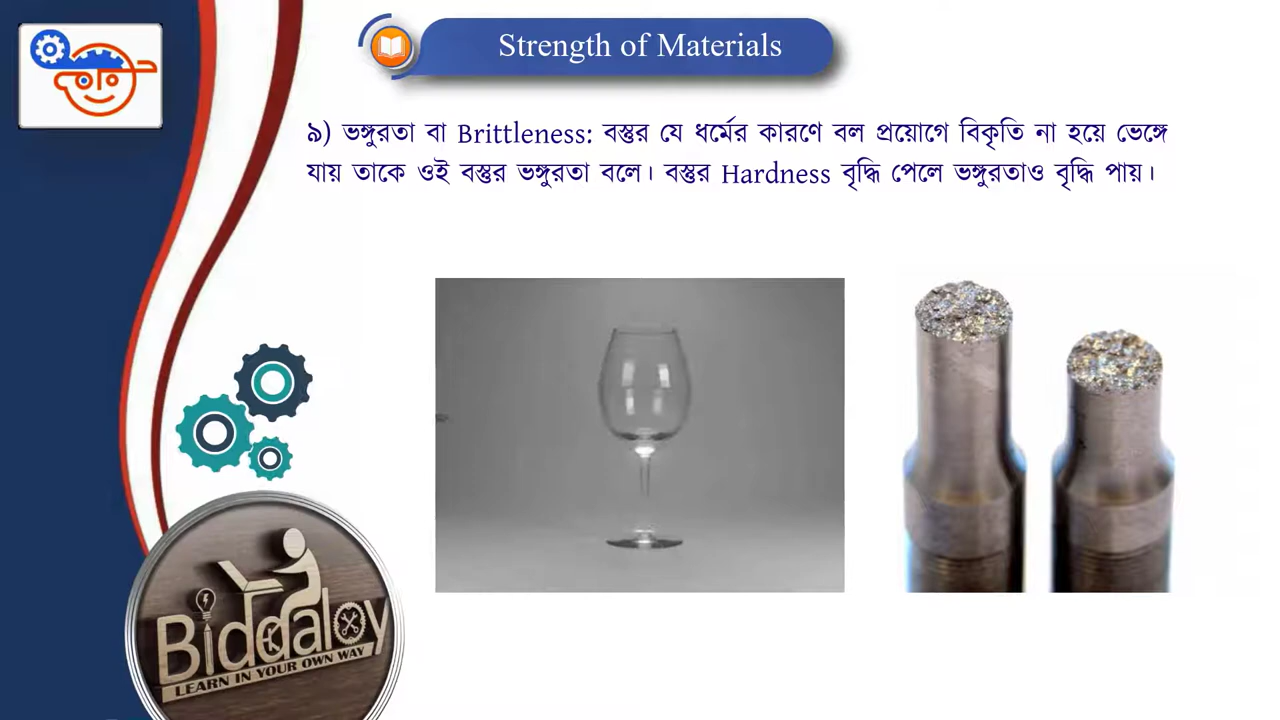 Strength of Materials
৯) ভঙ্গুরতা বা Brittleness: বস্তুর যে ধর্মের কারণে বল প্রয়োগে বিকৃতি না হয়ে ভেঙ্গে
যায় তাকে ওই বস্তুর ভঙ্গুরতা বলে। বস্তুর Hardness বৃদ্ধি পেলে ভঙ্গুরতাও বৃদ্ধি পায়।
Biddaloy
LEARN IN YOUR OWN WAY